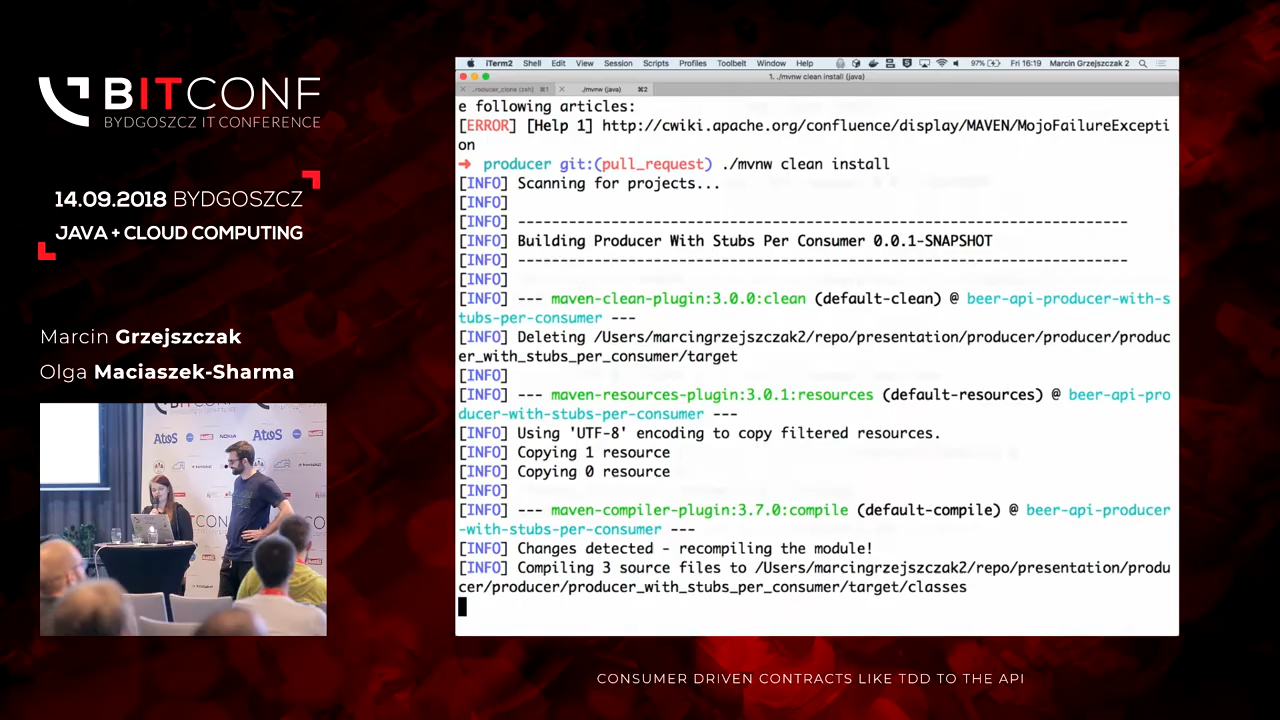 BITCONF
BYDGOSZCZ IT CONFERENCE
14.09.2018 BYDGOSZCZ
JAVA + CLOUD COMPUTING
Marcin Grzejszczak
Olga Maciaszek-Sharma
AtoS
NOKIA
AtoS
iTerm2 Shell Edit View Session Scripts Profiles Toolbelt Window Help 97% Fri 16:19 Marcin Grzejszczak 2
1. ./mvnw clean install (java)
..roducer_clone (zsh) ⌘1 ./mvnw (java) ⌘2
e following articles:
[ERROR] [Help 1] http://cwiki.apache.org/confluence/display/MAVEN/MojoFailureExcepti
on
➜ producer git:(pull_request) ./mvnw clean install
[INFO] Scanning for projects...
[INFO]
[INFO] ------------------------------------------------------------------------
[INFO] Building Producer With Stubs Per Consumer 0.0.1-SNAPSHOT
[INFO] ------------------------------------------------------------------------
[INFO]
[INFO] --- maven-clean-plugin:3.0.0:clean (default-clean) @ beer-api-producer-with-s
tubs-per-consumer ---
[INFO] Deleting /Users/marcingrzejszczak2/repo/presentation/producer/producer/produc
er_with_stubs_per_consumer/target
[INFO]
[INFO] --- maven-resources-plugin:3.0.1:resources (default-resources) @ beer-api-pro
ducer-with-stubs-per-consumer ---
[INFO] Using 'UTF-8' encoding to copy filtered resources.
[INFO] Copying 1 resource
[INFO] Copying 0 resource
[INFO]
[INFO] --- maven-compiler-plugin:3.7.0:compile (default-compile) @ beer-api-producer
-with-stubs-per-consumer ---
[INFO] Changes detected - recompiling the module!
[INFO] Compiling 3 source files to /Users/marcingrzejszczak2/repo/presentation/produ
cer/producer/producer_with_stubs_per_consumer/target/classes
CONSUMER DRIVEN CONTRACTS LIKE TDD TO THE API